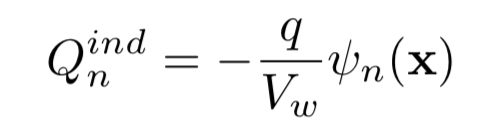 Q_n^{ind} = -\frac{q}{V_w} \psi_n(\mathbf{x})